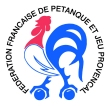 FEDERATION FRANCAISE DE PETANQUE ET JEU PROVENCAL